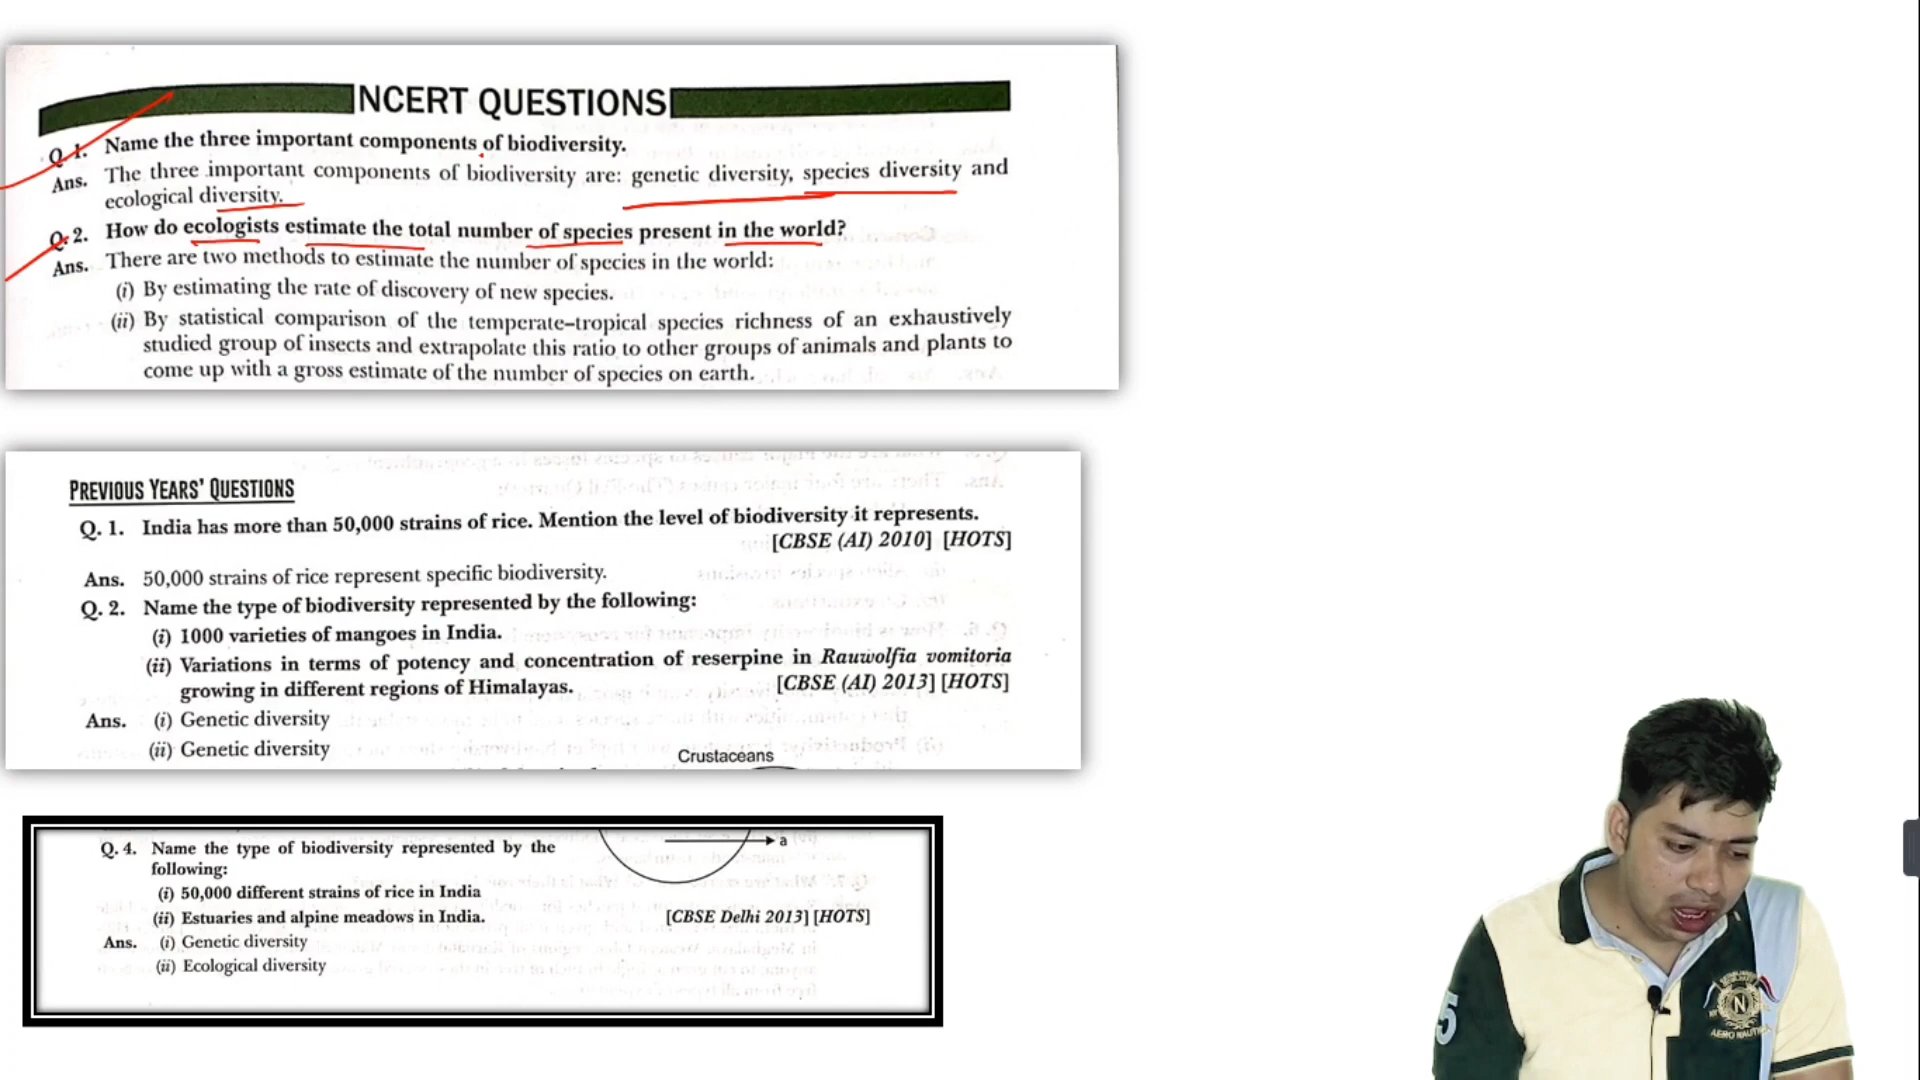 NCERT QUESTIONS
Q. 1. Name the three important components of biodiversity.
Ans. The three important components of biodiversity are: genetic diversity, species diversity and
ecological diversity.
Q. 2. How do ecologists estimate the total number of species present in the world?
Ans. There are two methods to estimate the number of species in the world:
(i) By estimating the rate of discovery of new species.
(ii) By statistical comparison of the temperate–tropical species richness of an exhaustively
studied group of insects and extrapolate this ratio to other groups of animals and plants to
come up with a gross estimate of the number of species on earth.
PREVIOUS YEARS' QUESTIONS
Q. 1. India has more than 50,000 strains of rice. Mention the level of biodiversity it represents.
[CBSE (AI) 2010] [HOTS]
Ans. 50,000 strains of rice represent specific biodiversity.
Q. 2. Name the type of biodiversity represented by the following:
(i) 1000 varieties of mangoes in India.
(ii) Variations in terms of potency and concentration of reserpine in Rauwolfia vomitoria
growing in different regions of Himalayas. [CBSE (AI) 2013] [HOTS]
Ans. (i) Genetic diversity
(ii) Genetic diversity
Crustaceans
a
Q. 4. Name the type of biodiversity represented by the
following:
(i) 50,000 different strains of rice in India
(ii) Estuaries and alpine meadows in India. [CBSE Delhi 2013] [HOTS]
Ans. (i) Genetic diversity
(ii) Ecological diversity
5
N
AERO NAUTICA